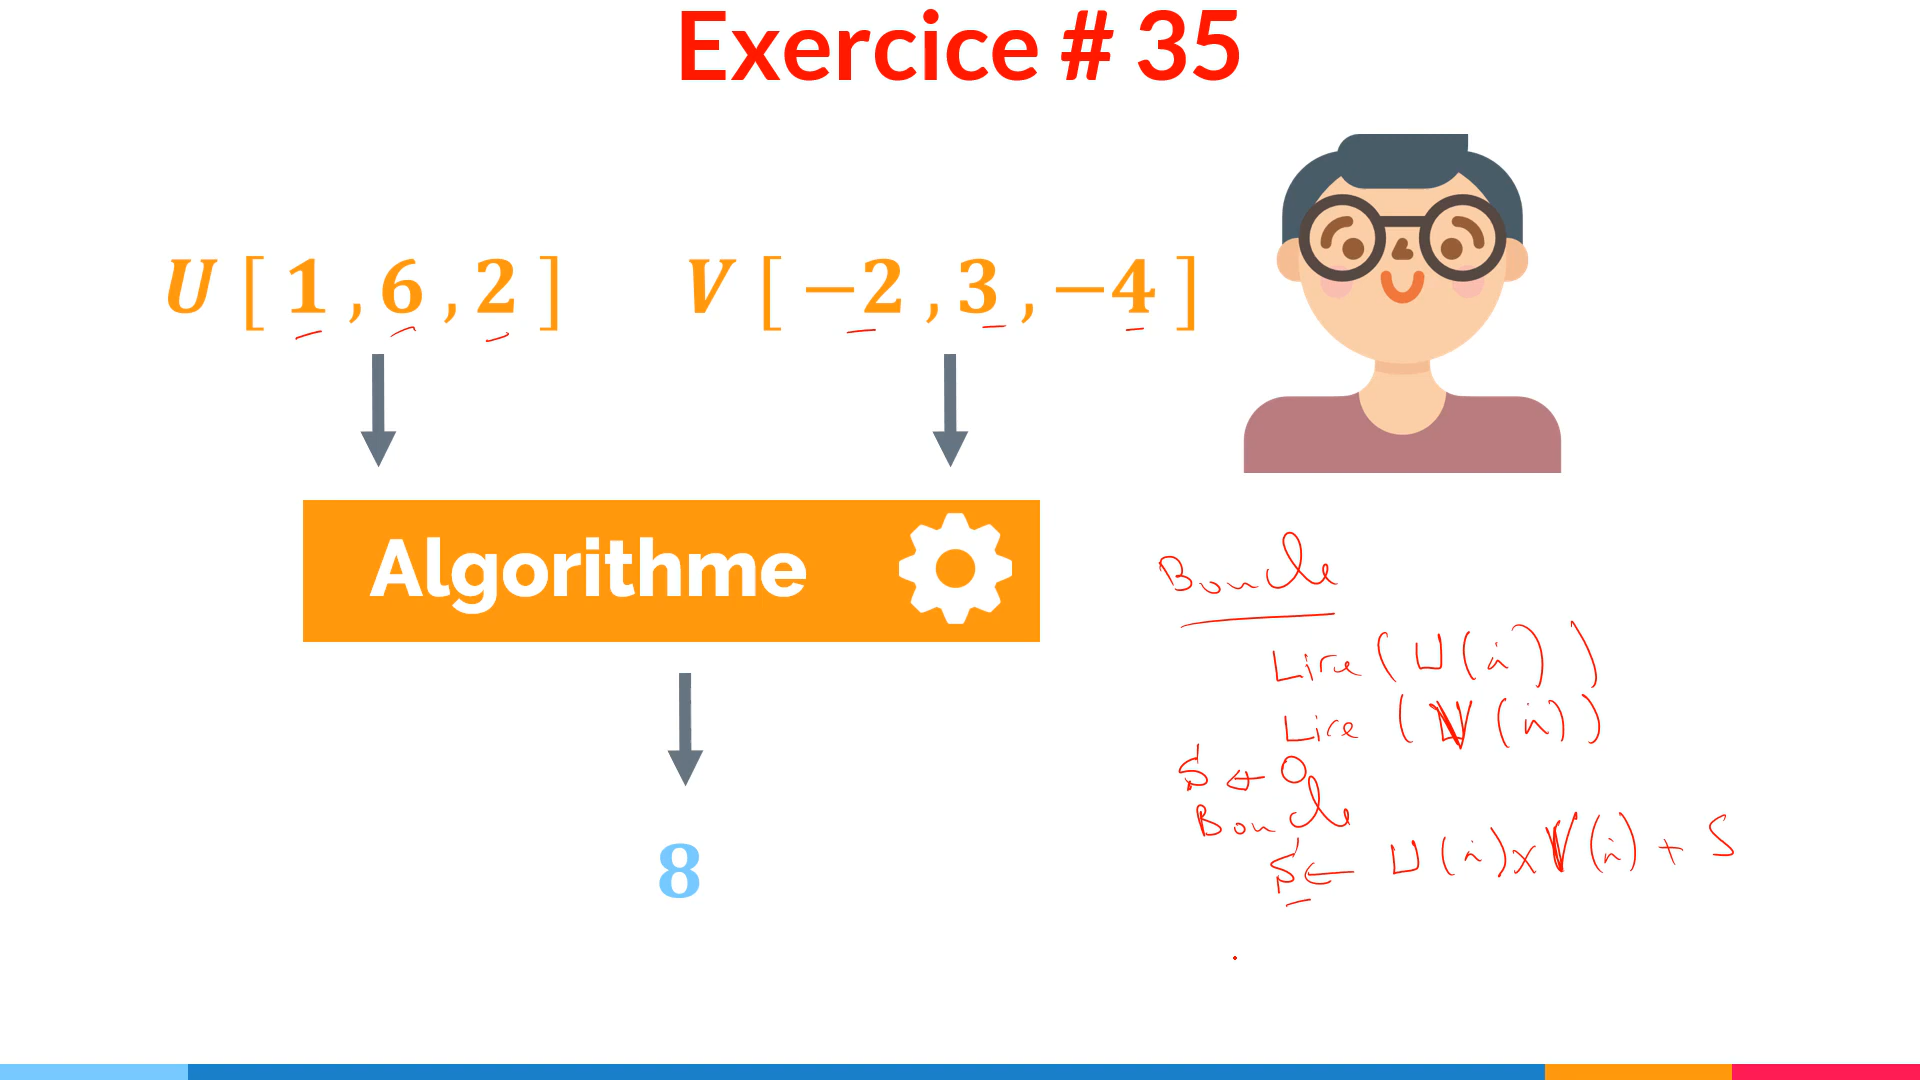 Exercice # 35
U [ 1 , 6 , 2 ] V [ −2 , 3 , −4 ]
Algorithme
8
Boucle
Lire ( U(i) )
Lire ( V(i) )
S ← 0
Boucle
S ← U(i) x V(i) + S